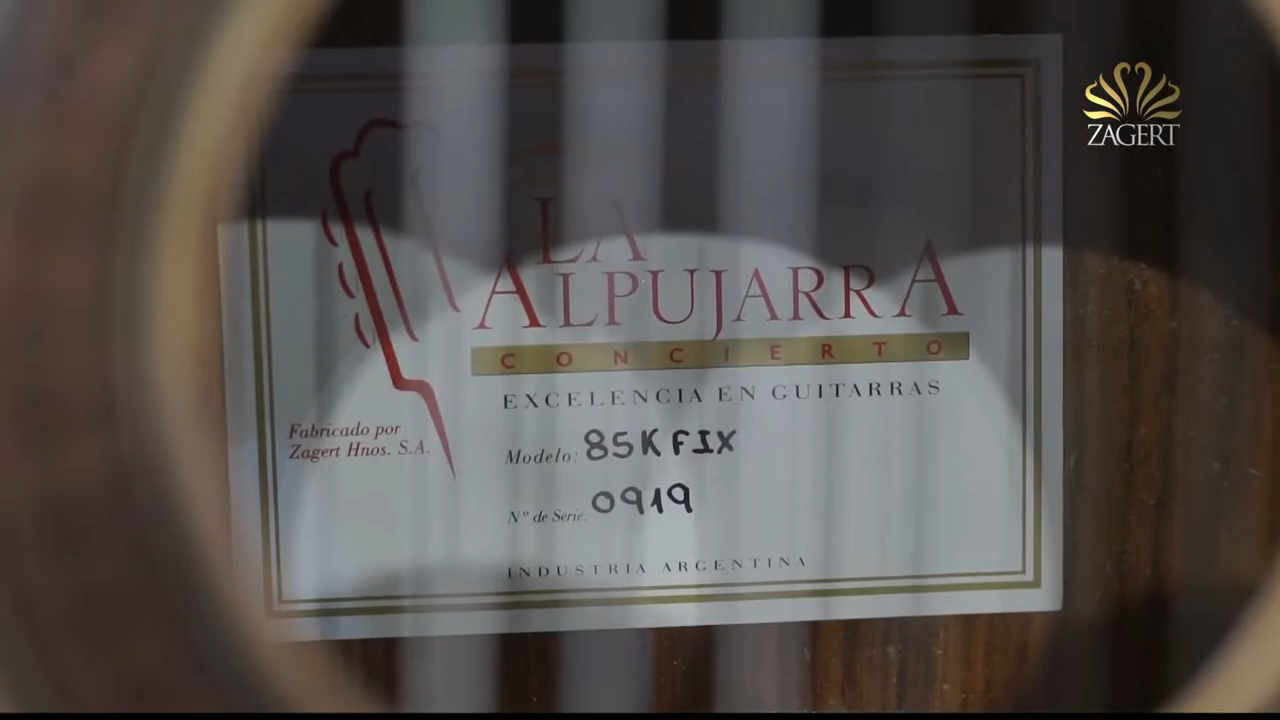 ZAGERT
LA
ALPUJARRA
CONCIERTO
EXCELENCIA EN GUITARRAS
Fabricado por
Zagert Hnos. S.A.
Modelo: 85K FIX
Nº de Serie: 0919
INDUSTRIA ARGENTINA